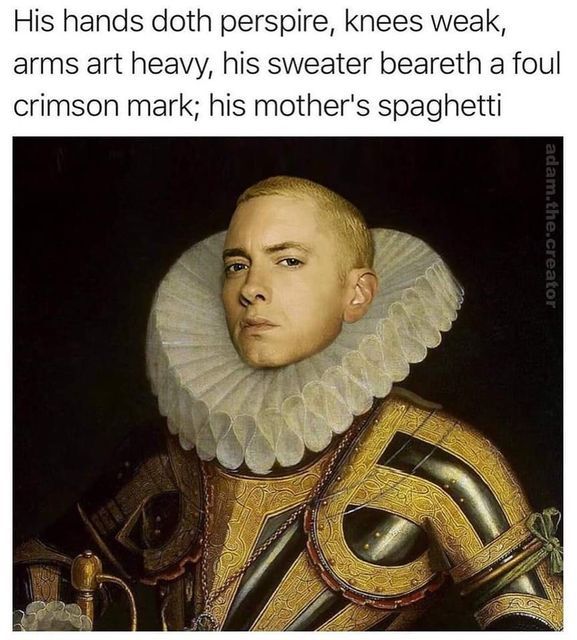 His hands doth perspire, knees weak,
arms art heavy, his sweater beareth a foul
crimson mark; his mother's spaghetti
adam.the.creator